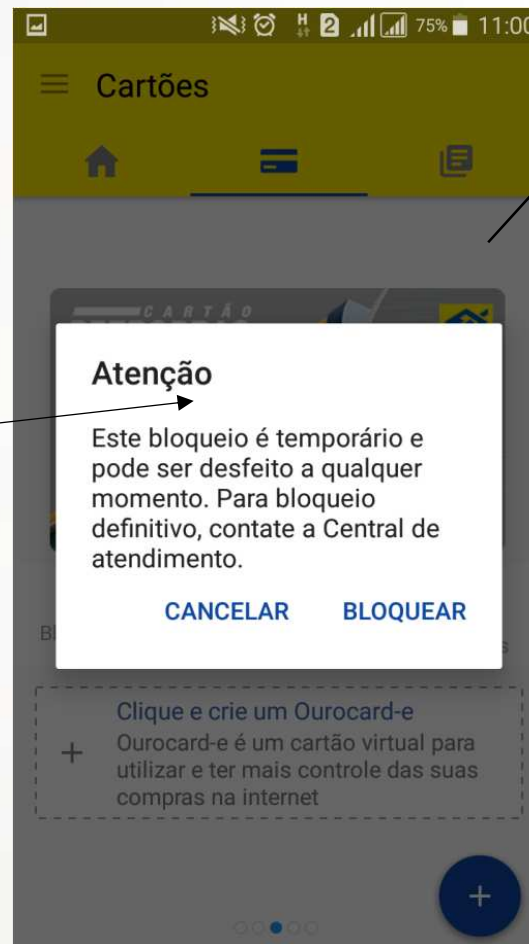 H 2 75% 11:00
Cartões
CARTÃO
Atenção
Este bloqueio é temporário e
pode ser desfeito a qualquer
momento. Para bloqueio
definitivo, contate a Central de
atendimento.
CANCELAR BLOQUEAR
Clique e crie um Ourocard-e
Ourocard-e é um cartão virtual para
utilizar e ter mais controle das suas
compras na internet
+
+